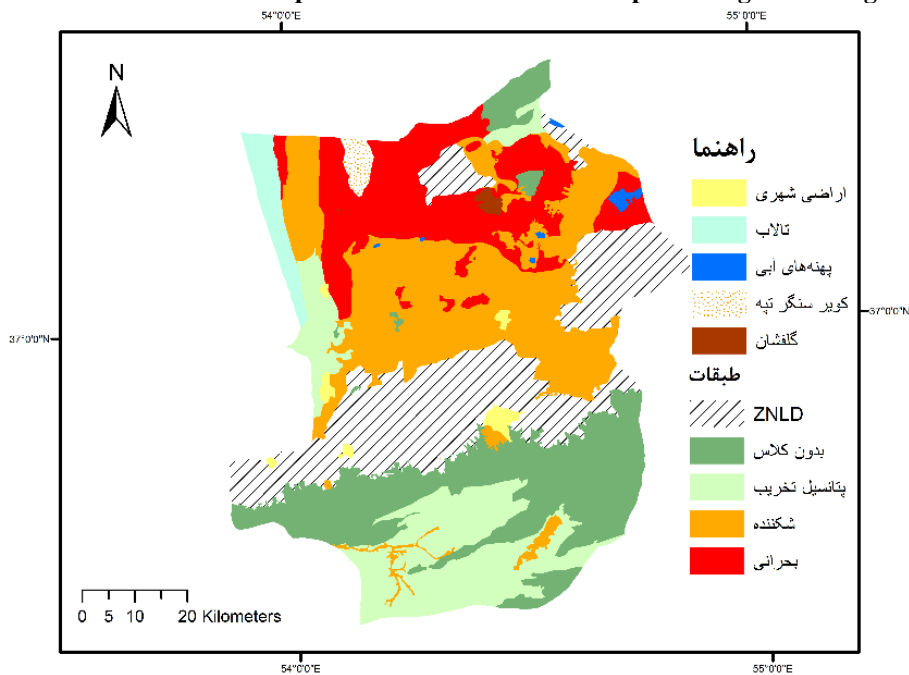 54°0'0"E 55°0'0"E
N
راهنما
اراضی شهری
تالاب
پهنه‌های آبی
کویر سنگر تپه
37°0'0"N 37°0'0"N
گلفشان
طبقات
ZNLD
بدون کلاس
پتانسیل تخریب
شکننده
بحرانی
0 5 10 20 Kilometers
54°0'0"E 55°0'0"E